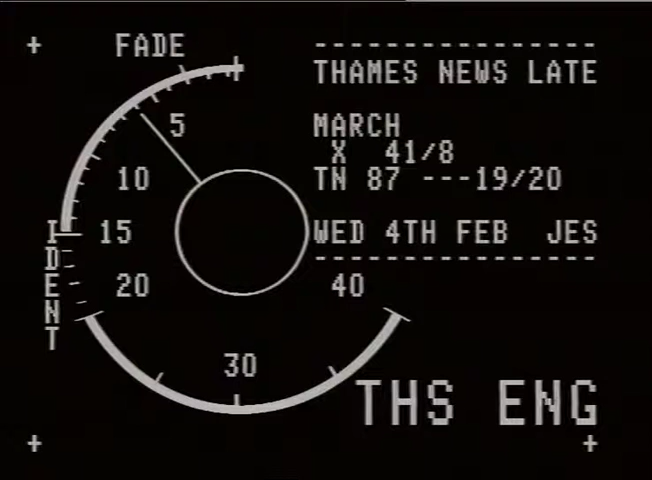 FADE
5
10
15
20
30
40
IDENT
---------------
THAMES NEWS LATE
MARCH
X 41/8
TN 87 ---19/20
WED 4TH FEB JES
---------------
THS ENG